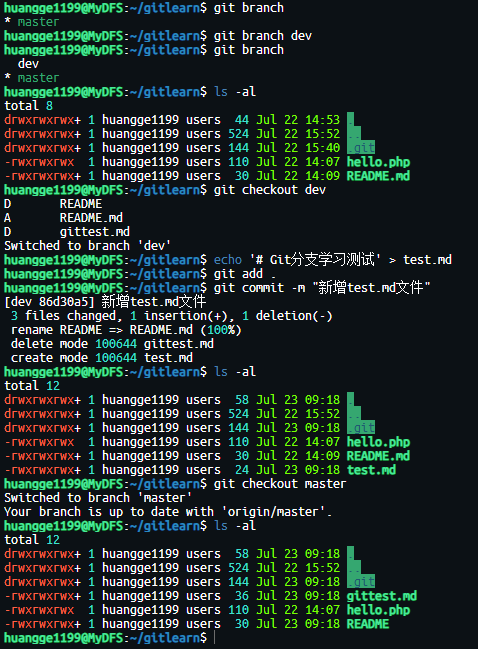 huangge1199@MyDFS:~/gitlearn$ git branch
* master
huangge1199@MyDFS:~/gitlearn$ git branch dev
huangge1199@MyDFS:~/gitlearn$ git branch
  dev
* master
huangge1199@MyDFS:~/gitlearn$ ls -al
total 8
drwxrwxrwx+ 1 huangge1199 users  44 Jul 22 14:53 .
drwxrwxrwx+ 1 huangge1199 users 524 Jul 22 15:52 ..
drwxrwxrwx+ 1 huangge1199 users 144 Jul 22 15:40 .git
-rwxrwxrwx  1 huangge1199 users 110 Jul 22 14:07 hello.php
-rwxrwxrwx+ 1 huangge1199 users  30 Jul 22 14:09 README.md
huangge1199@MyDFS:~/gitlearn$ git checkout dev
D       README
A       README.md
D       gittest.md
Switched to branch 'dev'
huangge1199@MyDFS:~/gitlearn$ echo '# Git分支学习测试' > test.md
huangge1199@MyDFS:~/gitlearn$ git add .
huangge1199@MyDFS:~/gitlearn$ git commit -m "新增test.md文件"
[dev 86d30a5] 新增test.md文件
 3 files changed, 1 insertion(+), 1 deletion(-)
 rename README => README.md (100%)
 delete mode 100644 gittest.md
 create mode 100644 test.md
huangge1199@MyDFS:~/gitlearn$ ls -al
total 12
drwxrwxrwx+ 1 huangge1199 users  58 Jul 23 09:18 .
drwxrwxrwx+ 1 huangge1199 users 524 Jul 22 15:52 ..
drwxrwxrwx+ 1 huangge1199 users 144 Jul 23 09:18 .git
-rwxrwxrwx  1 huangge1199 users 110 Jul 22 14:07 hello.php
-rwxrwxrwx+ 1 huangge1199 users  30 Jul 22 14:09 README.md
-rwxrwxrwx+ 1 huangge1199 users  24 Jul 23 09:18 test.md
huangge1199@MyDFS:~/gitlearn$ git checkout master
Switched to branch 'master'
Your branch is up to date with 'origin/master'.
huangge1199@MyDFS:~/gitlearn$ ls -al
total 12
drwxrwxrwx+ 1 huangge1199 users  58 Jul 23 09:18 .
drwxrwxrwx+ 1 huangge1199 users 524 Jul 22 15:52 ..
drwxrwxrwx+ 1 huangge1199 users 144 Jul 23 09:18 .git
-rwxrwxrwx+ 1 huangge1199 users  36 Jul 23 09:18 gittest.md
-rwxrwxrwx  1 huangge1199 users 110 Jul 22 14:07 hello.php
-rwxrwxrwx+ 1 huangge1199 users  30 Jul 23 09:18 README
huangge1199@MyDFS:~/gitlearn$